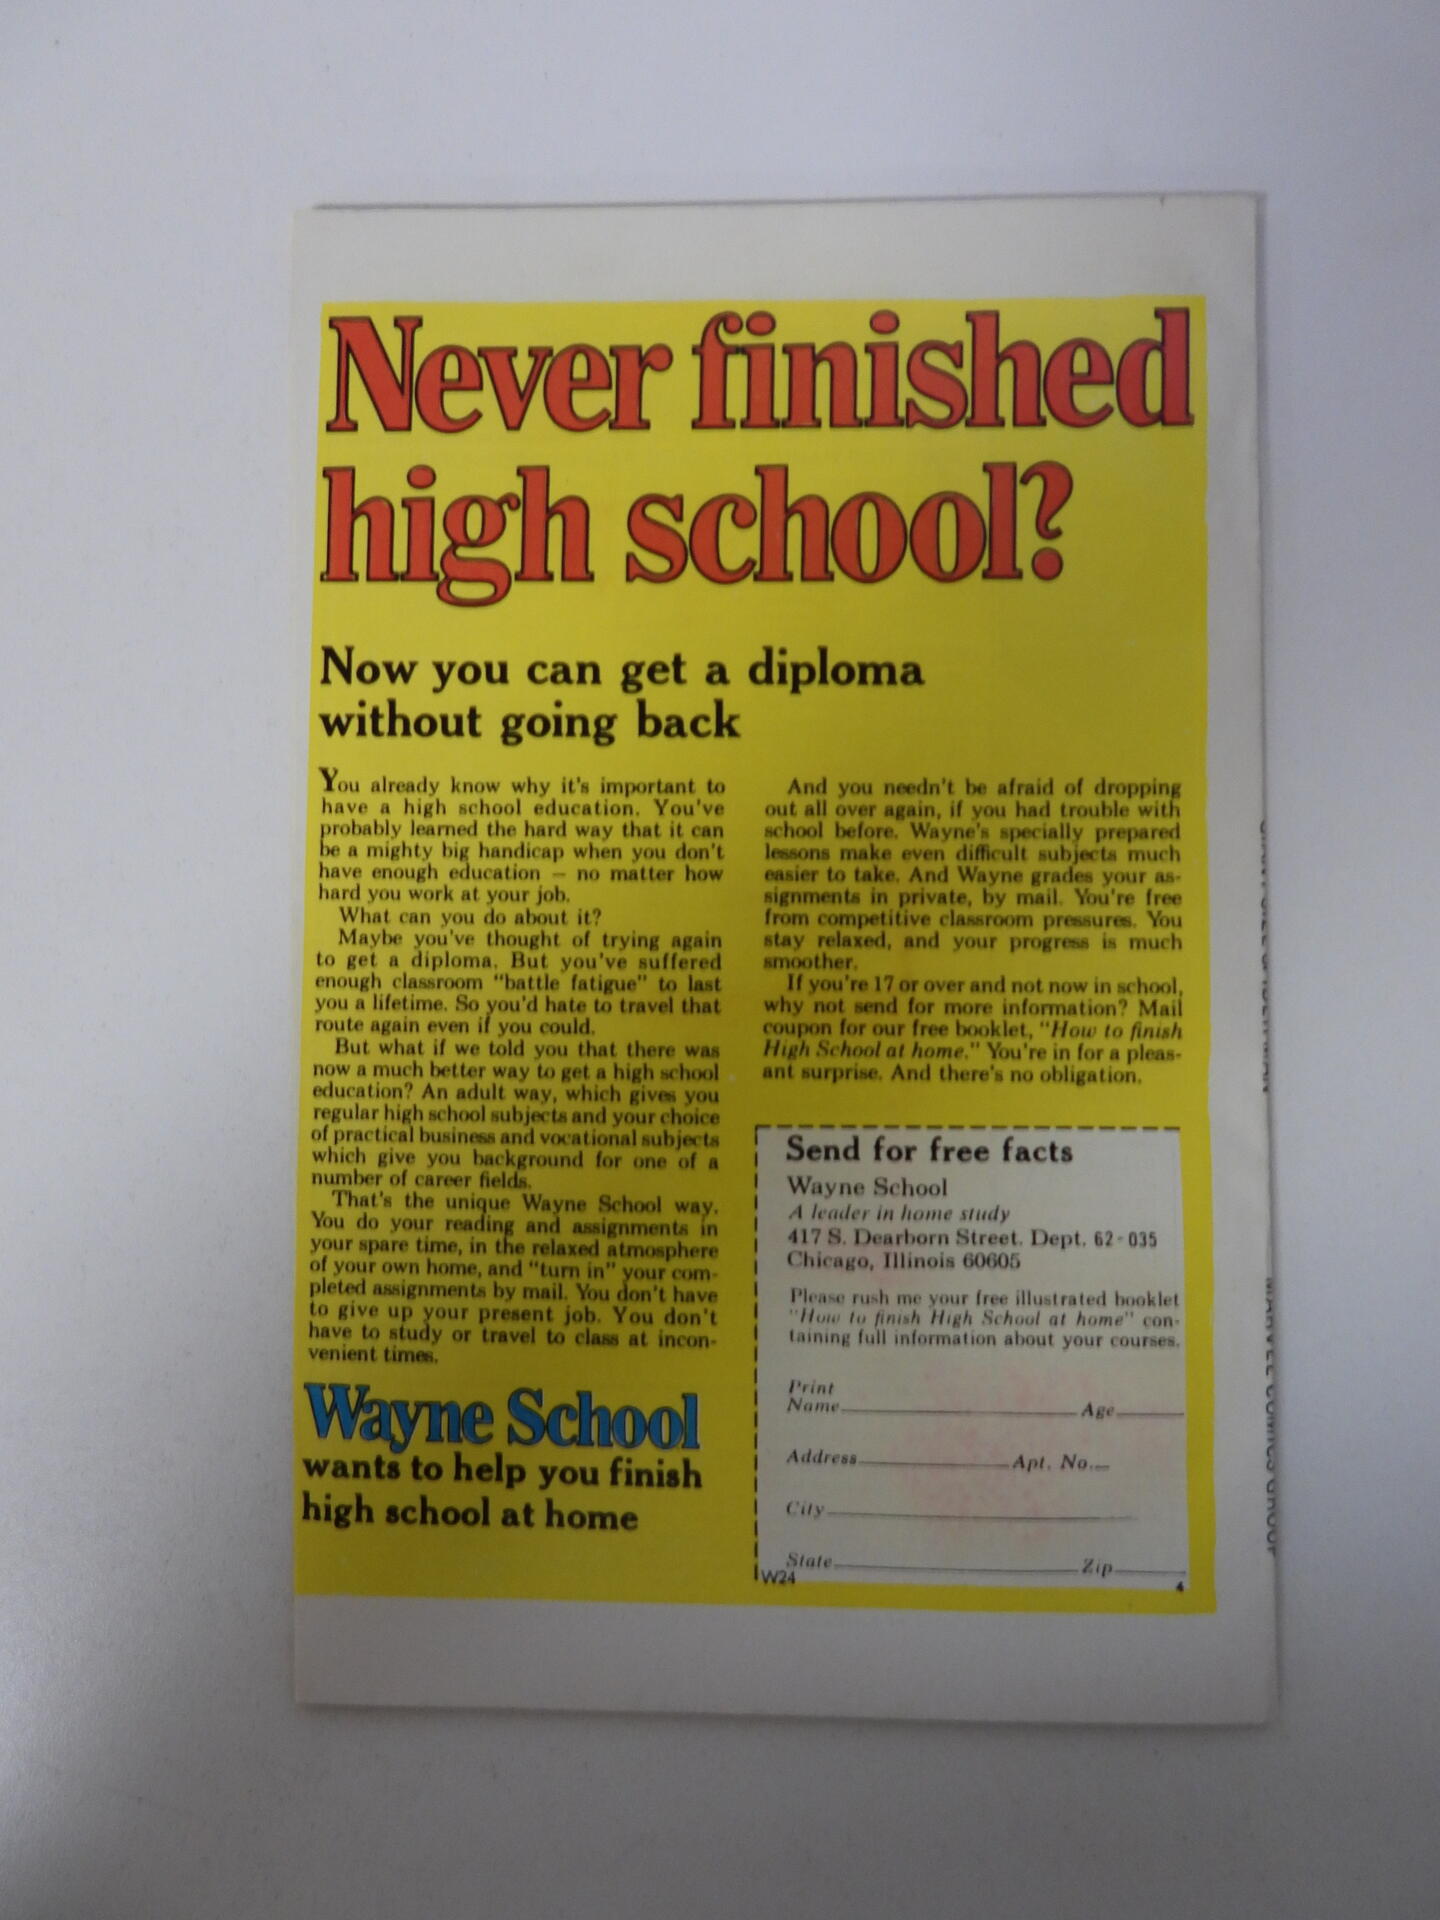 Never finished
high school?
Now you can get a diploma
without going back
You already know why it's important to
have a high school education. You've
probably learned the hard way that it can
be a mighty big handicap when you don't
have enough education — no matter how
hard you work at your job.
What can you do about it?
Maybe you've thought of trying again
to get a diploma. But you've suffered
enough classroom "battle fatigue" to last
you a lifetime. So you'd hate to travel that
route again even if you could.
But what if we told you that there was
now a much better way to get a high school
education? An adult way, which gives you
regular high school subjects and your choice
of practical business and vocational subjects
which give you background for one of a
number of career fields.
That's the unique Wayne School way.
You do your reading and assignments in
your spare time, in the relaxed atmosphere
of your own home, and "turn in" your com-
pleted assignments by mail. You don't have
to give up your present job. You don't
have to study or travel to class at incon-
venient times.
Wayne School
wants to help you finish
high school at home
And you needn't be afraid of dropping
out all over again, if you had trouble with
school before. Wayne's specially prepared
lessons make even difficult subjects much
easier to take. And Wayne grades your as-
signments in private, by mail. You're free
from competitive classroom pressures. You
stay relaxed, and your progress is much
smoother.
If you're 17 or over and not now in school,
why not send for more information? Mail
coupon for our free booklet, "How to finish
High School at home." You're in for a pleas-
ant surprise. And there's no obligation.
Send for free facts
Wayne School
A leader in home study
417 S. Dearborn Street. Dept. 62-035
Chicago, Illinois 60605
Please rush me your free illustrated booklet
"How to finish High School at home" con-
taining full information about your courses.
Print
Name Age
Address Apt. No.
City
State Zip
W24 4